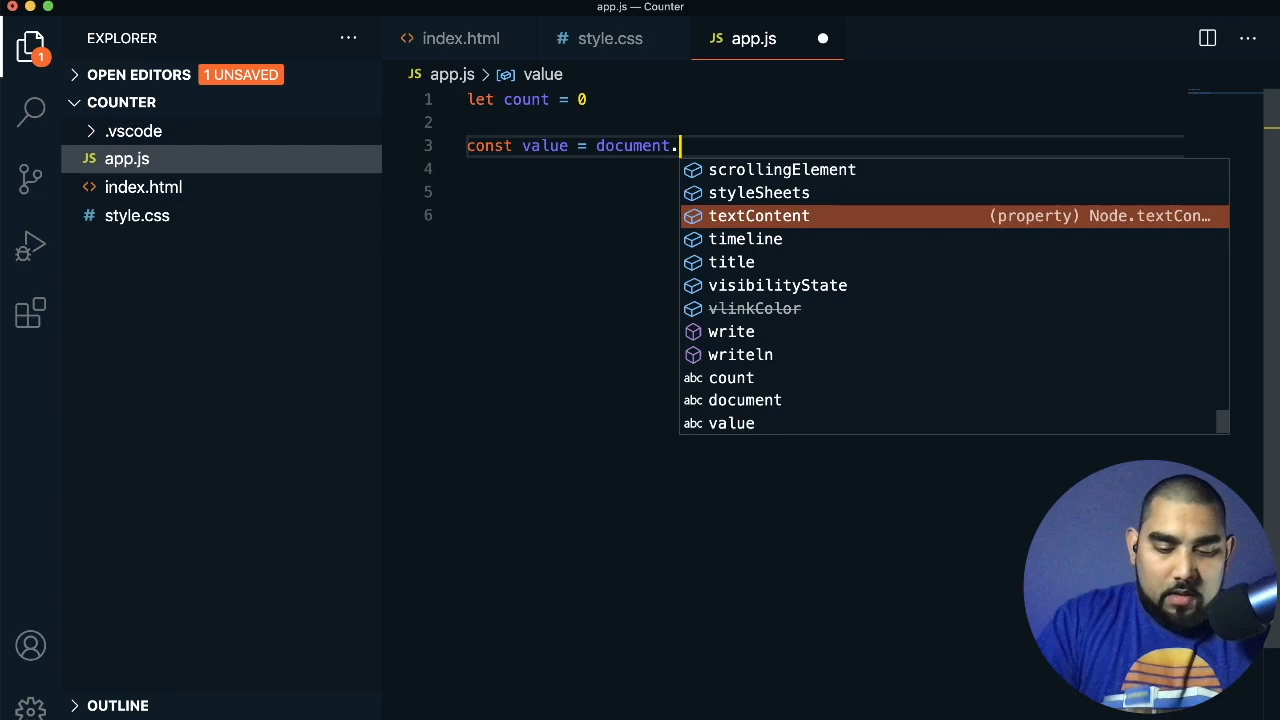 app.js — Counter
EXPLORER
index.html
style.css
app.js
1
OPEN EDITORS 1 UNSAVED
app.js > value
COUNTER
.vscode
app.js
index.html
style.css
1 let count = 0
2
3 const value = document.
4
5
6
scrollingElement
styleSheets
textContent (property) Node.textCon…
timeline
title
visibilityState
vlinkColor
write
writeln
abc count
abc document
abc value
OUTLINE